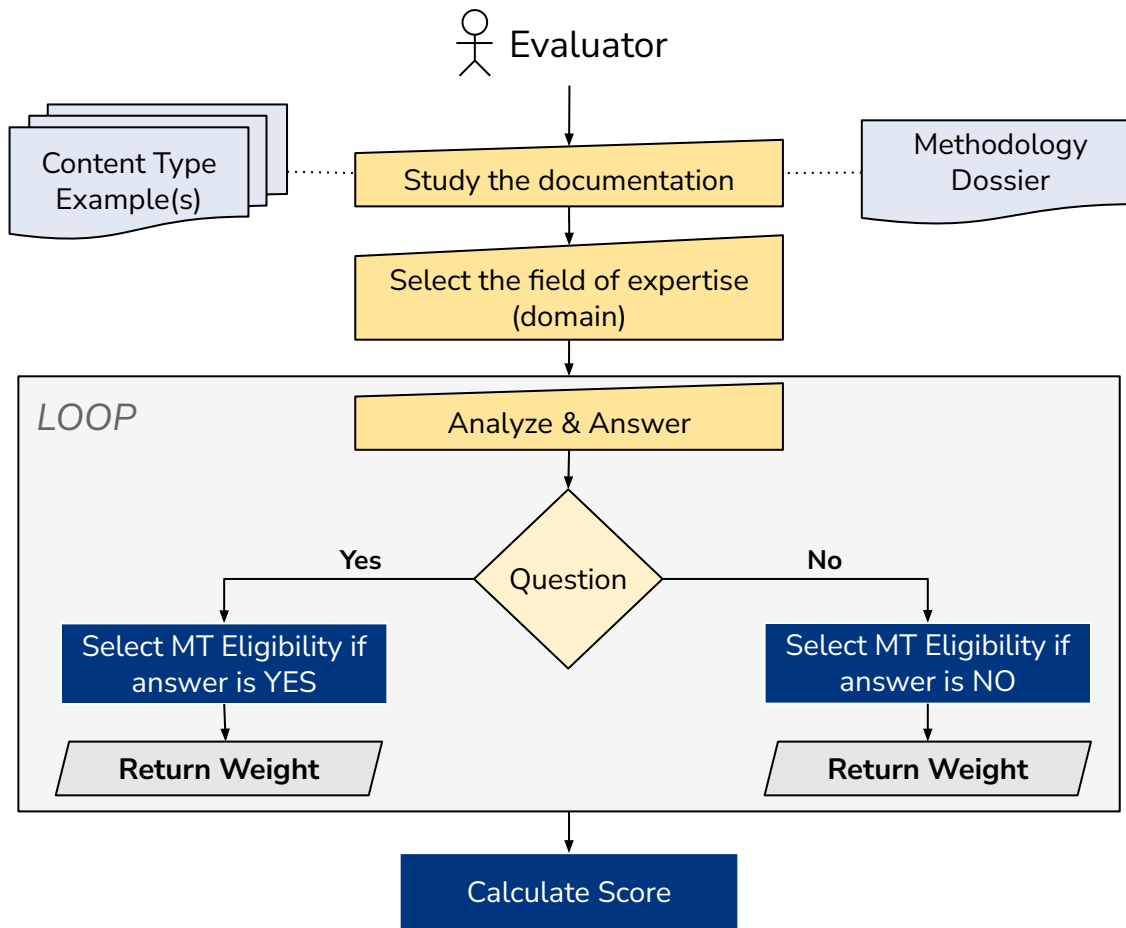 Evaluator
Content Type
Example(s)
Study the documentation
Methodology
Dossier
Select the field of expertise
(domain)
LOOP
Analyze & Answer
Question
Yes
No
Select MT Eligibility if
answer is YES
Select MT Eligibility if
answer is NO
Return Weight
Return Weight
Calculate Score